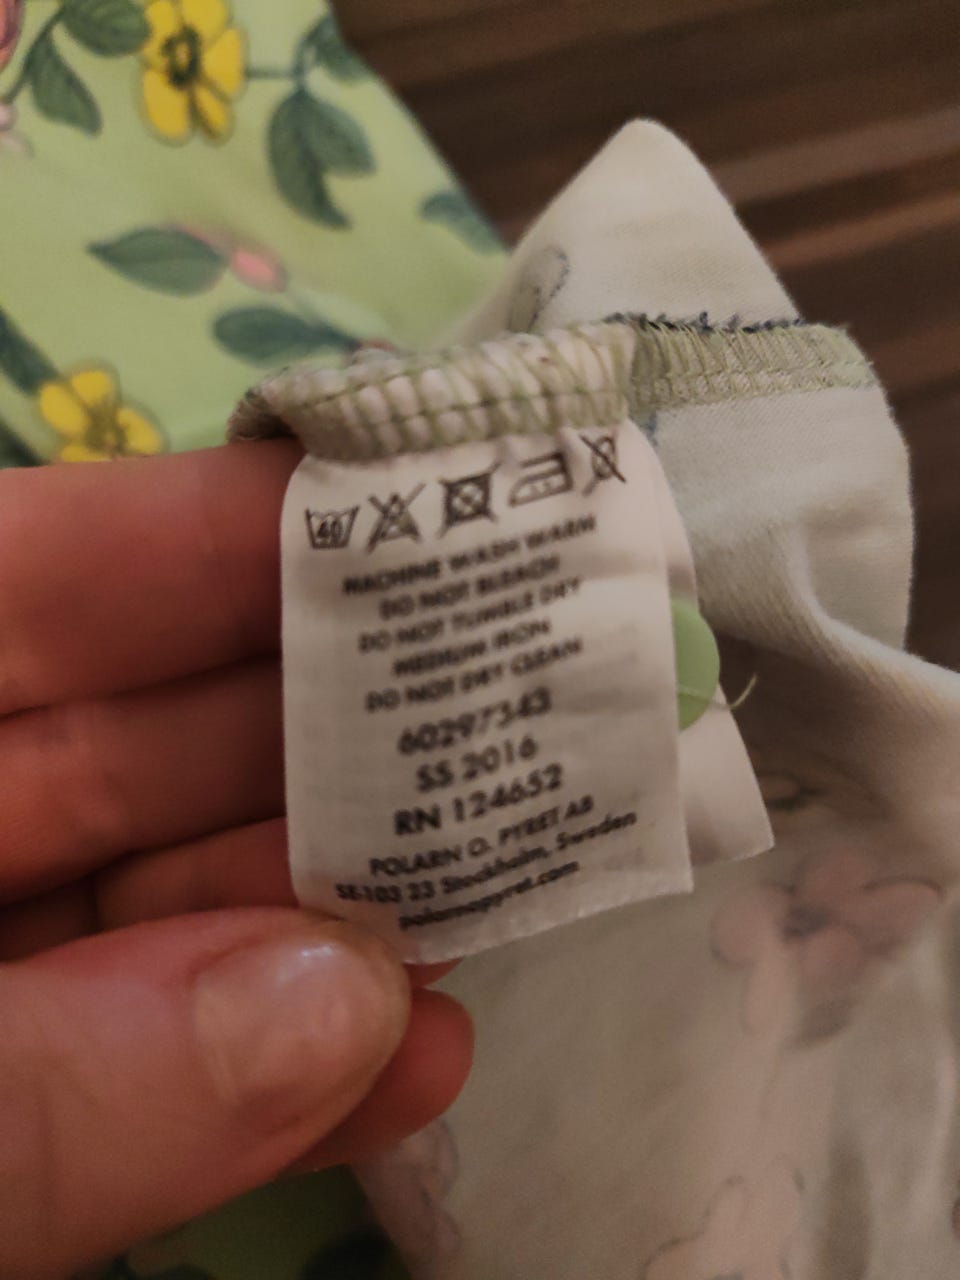 40
MACHINE WASH WARM
DO NOT BLEACH
DO NOT TUMBLE DRY
MEDIUM IRON
DO NOT DRY CLEAN
60297343
SS 2016
RN 124652
POLARN O. PYRET AB
SE-103 23 Stockholm, Sweden
polarnopyret.com